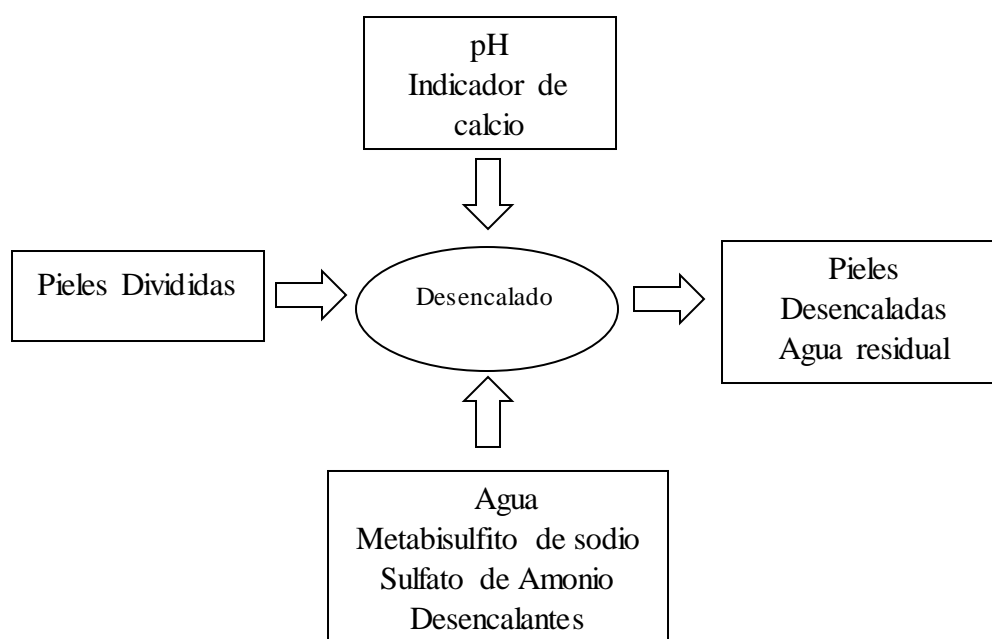 pH
Indicador de
calcio
Pieles Divididas
Desencalado
Pieles
Desencaladas
Agua residual
Agua
Metabisulfito de sodio
Sulfato de Amonio
Desencalantes